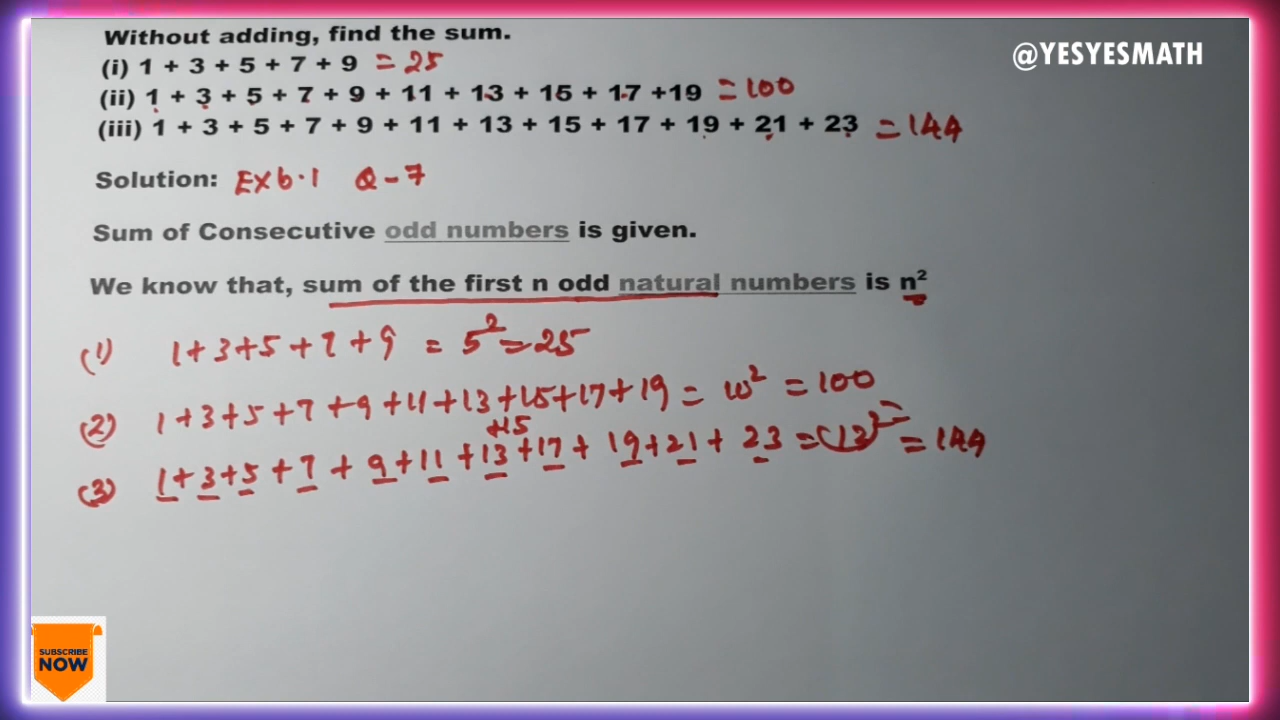 Without adding, find the sum.
@YESYESMATH
(i) 1 + 3 + 5 + 7 + 9 = 25
(ii) 1 + 3 + 5 + 7 + 9 + 11 + 13 + 15 + 17 +19 = 100
(iii) 1 + 3 + 5 + 7 + 9 + 11 + 13 + 15 + 17 + 19 + 21 + 23 = 144
Solution: EX 6.1 Q-7
Sum of Consecutive odd numbers is given.
We know that, sum of the first n odd natural numbers is n²
(1) 1+3+5+7+9 = 5² = 25
(2) 1+3+5+7+9+11+13+15+17+19 = 10² = 100
+15
(3) 1+3+5+7+9+11+13+17+19+21+23 = (12)² = 144
SUBSCRIBE
NOW